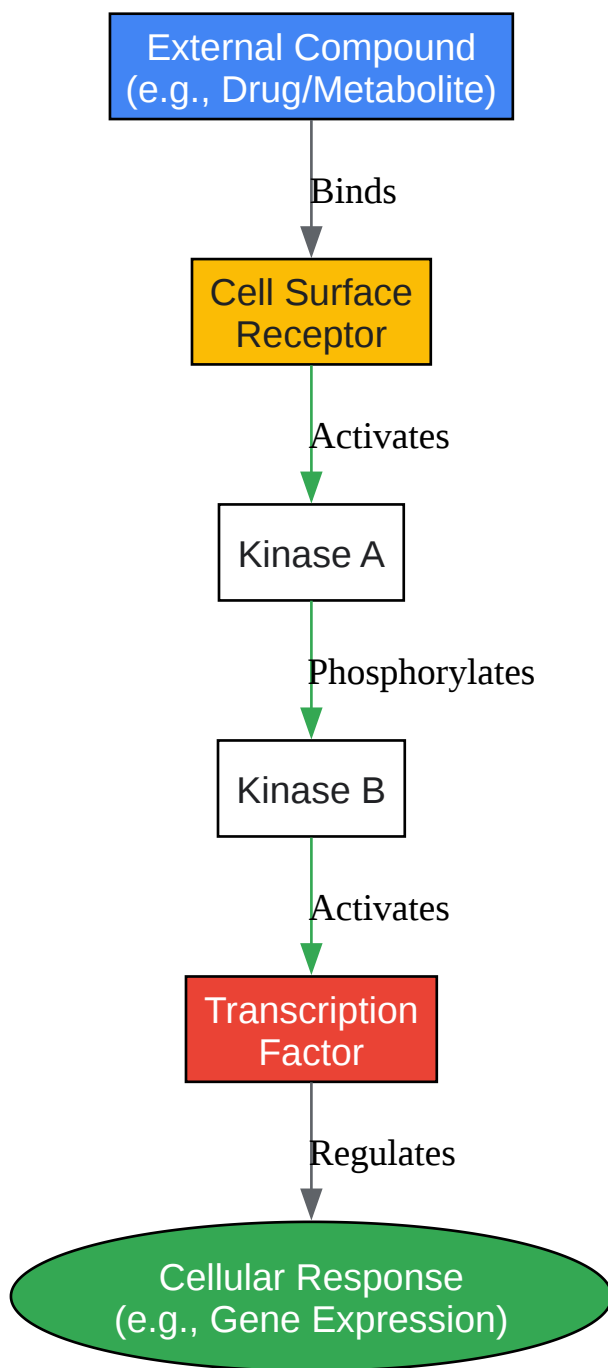 External Compound
(e.g., Drug/Metabolite)
Binds
Cell Surface
Receptor
Activates
Kinase A
Phosphorylates
Kinase B
Activates
Transcription
Factor
Regulates
Cellular Response
(e.g., Gene Expression)